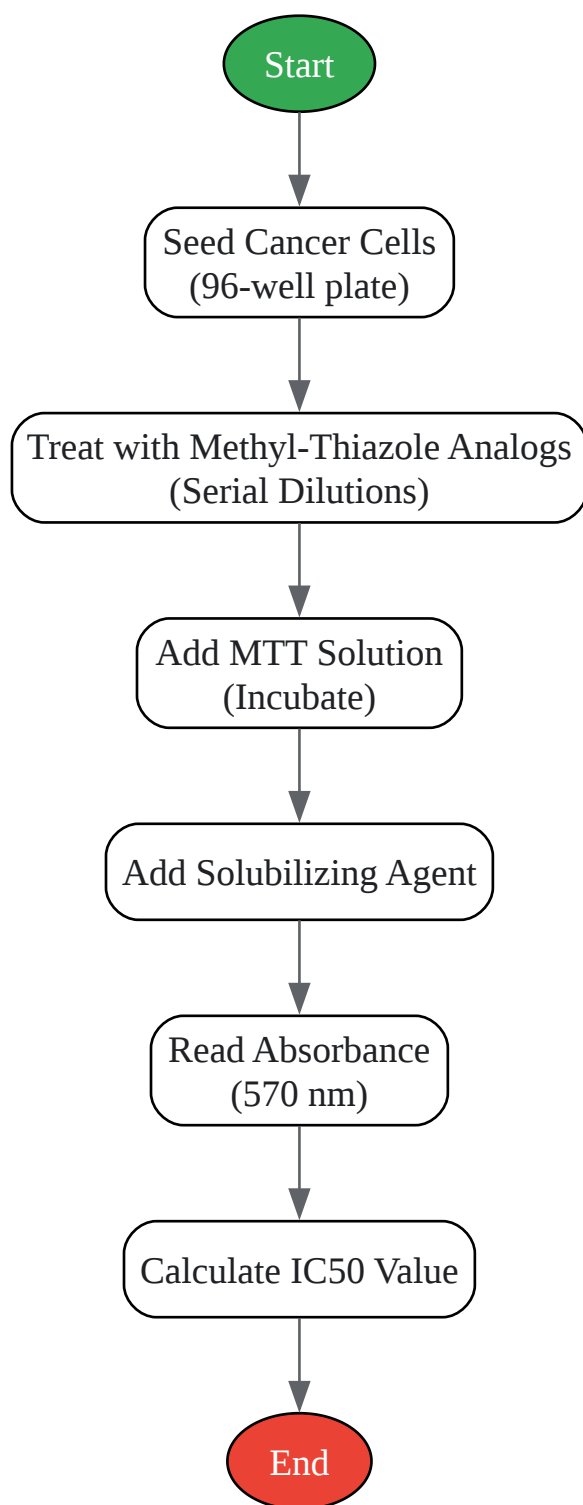 Start
Seed Cancer Cells
(96-well plate)
Treat with Methyl-Thiazole Analogs
(Serial Dilutions)
Add MTT Solution
(Incubate)
Add Solubilizing Agent
Read Absorbance
(570 nm)
Calculate IC50 Value
End